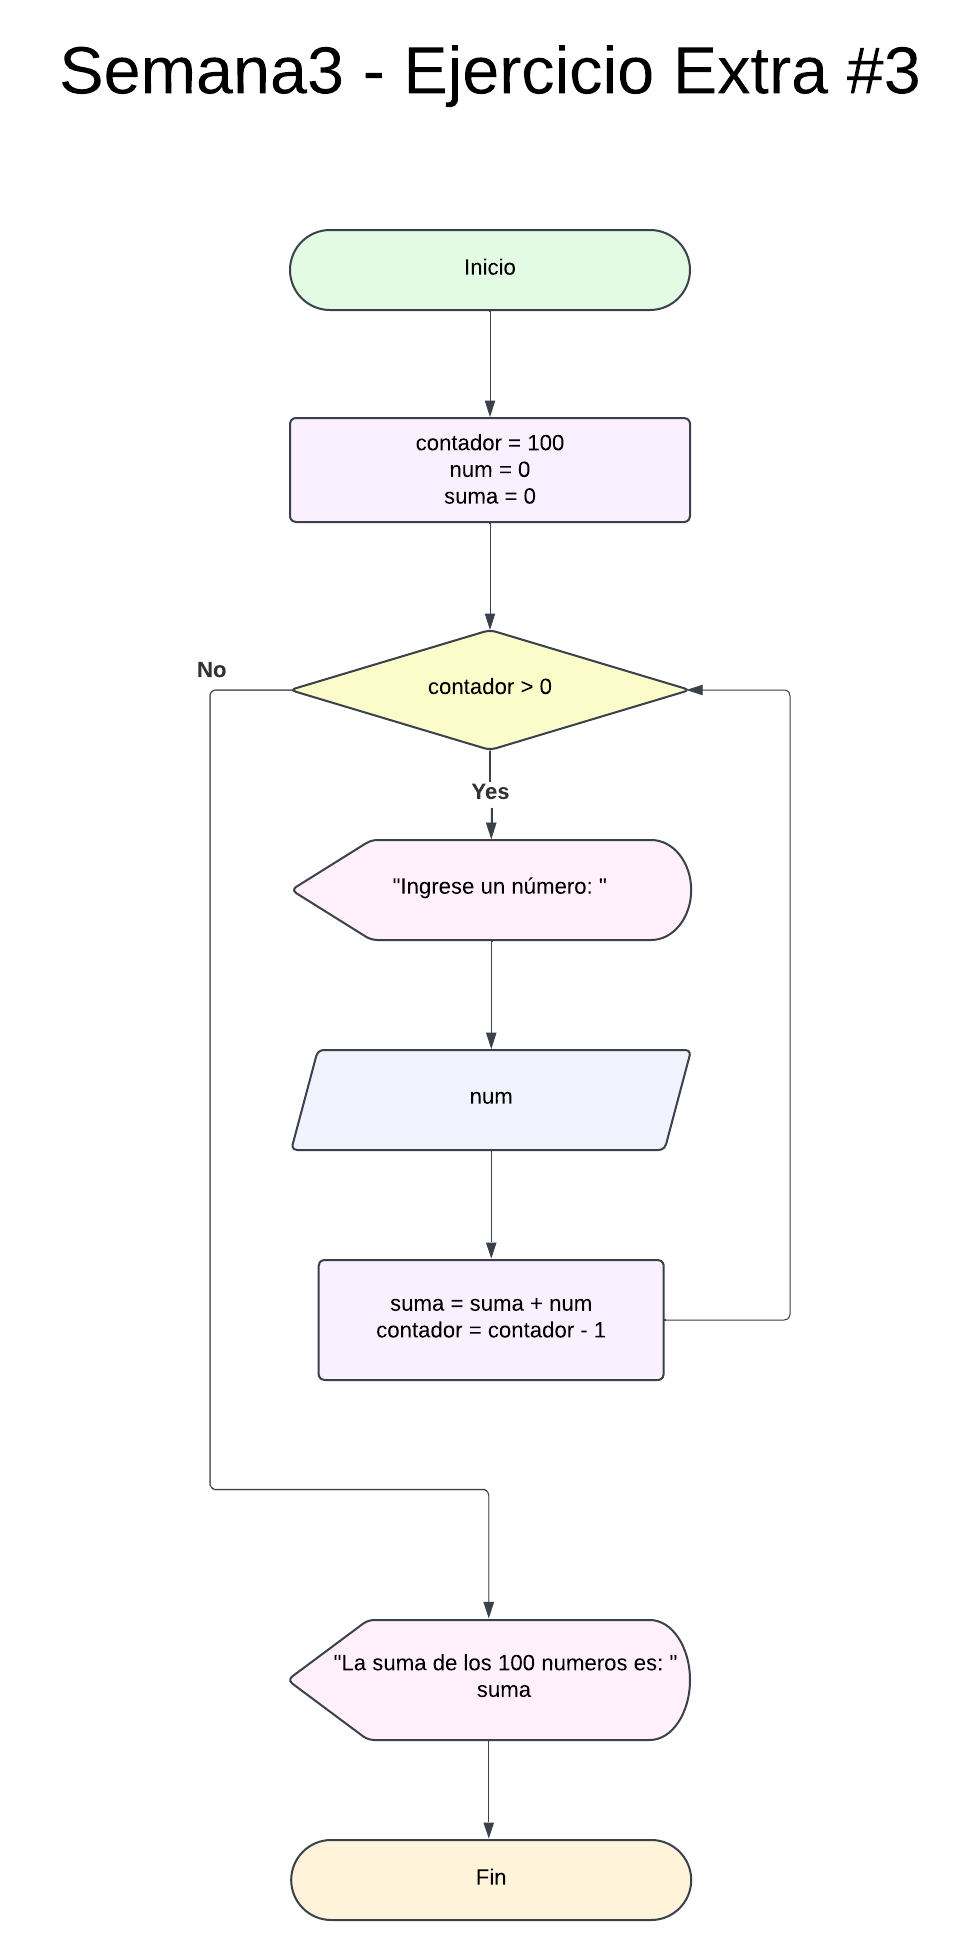 Semana3 - Ejercicio Extra #3
Inicio
contador = 100
num = 0
suma = 0
contador > 0
No
Yes
"Ingrese un número: "
num
suma = suma + num
contador = contador - 1
"La suma de los 100 numeros es: "
suma
Fin